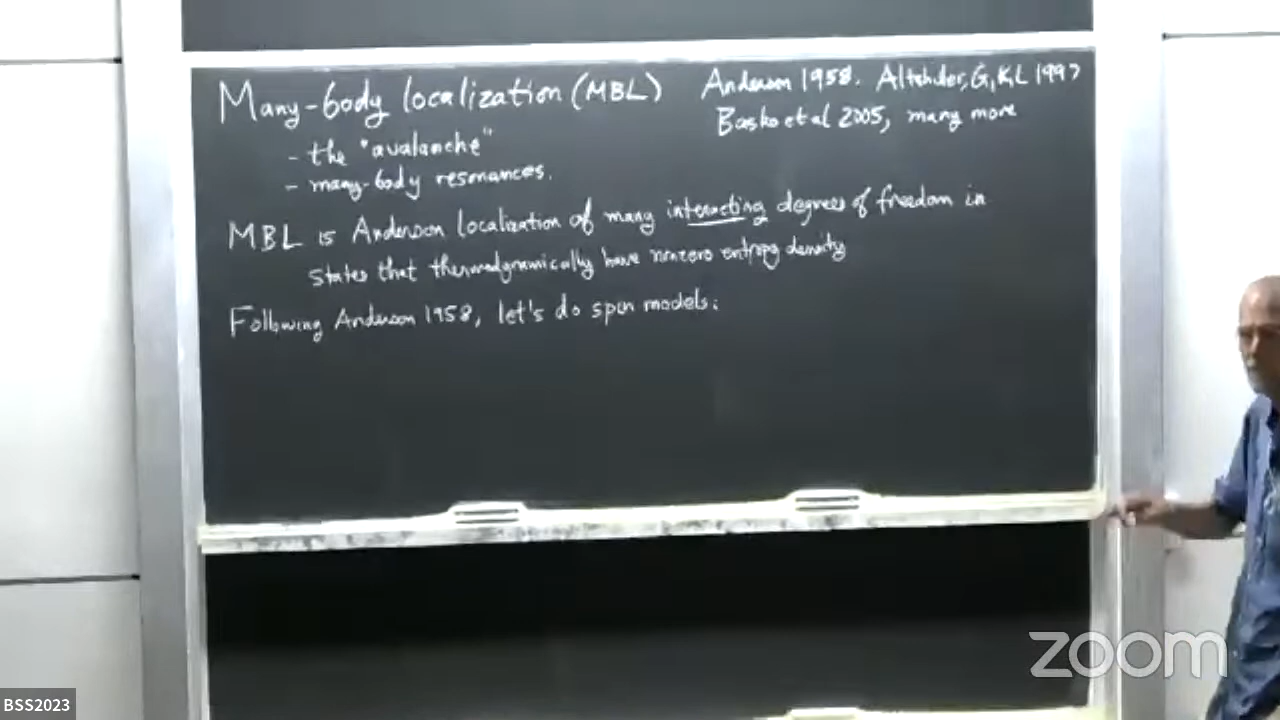 Many-body localization (MBL)
Anderson 1958. Altshuler, G, K, L 1997
Basko et al 2005, many more
- the "avalanche"
- many-body resonances.
MBL is Anderson localization of many interacting degrees of freedom in
states that thermodynamically have nonzero entropy density
Following Anderson 1958, let's do spin models:
zoom
BSS2023